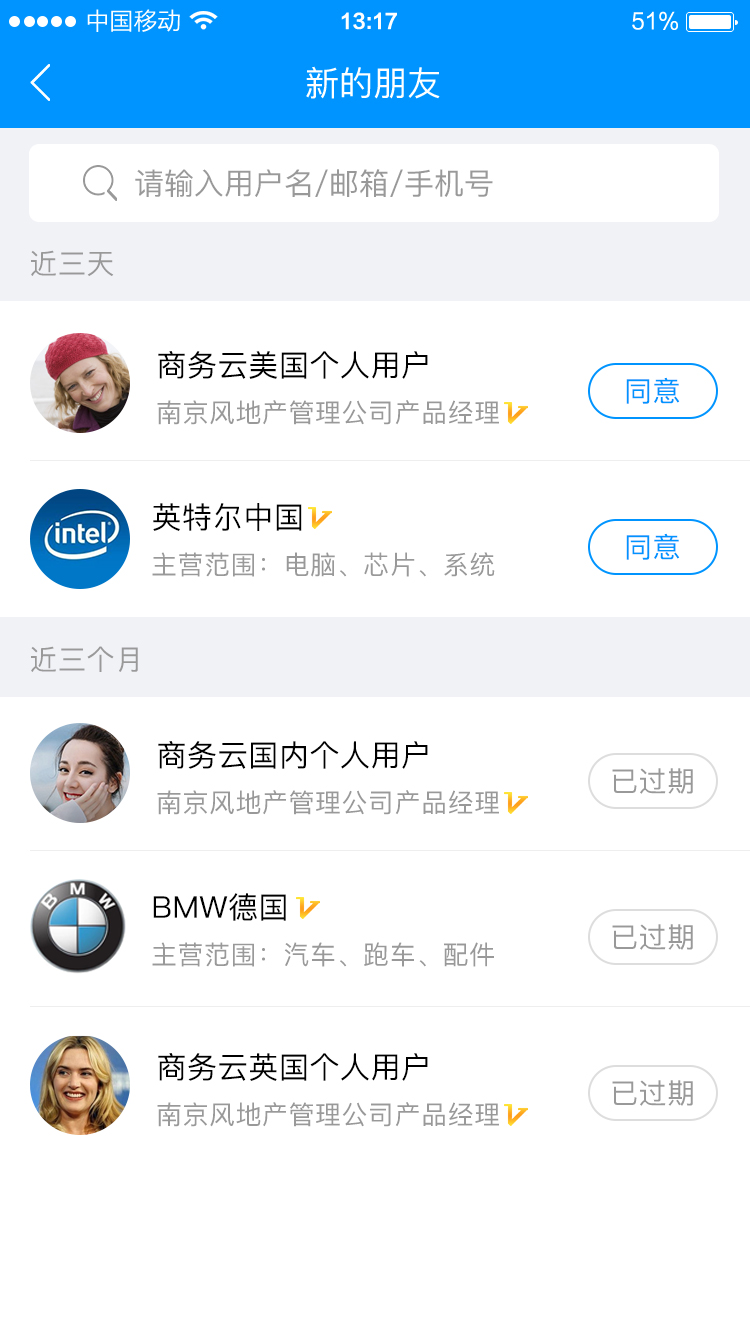 中国移动 13:17 51%
新的朋友
请输入用户名/邮箱/手机号
近三天
商务云美国个人用户
南京风地产管理公司产品经理
同意
intel
英特尔中国
主营范围：电脑、芯片、系统
同意
近三个月
商务云国内个人用户
南京风地产管理公司产品经理
已过期
BMW
BMW德国
主营范围：汽车、跑车、配件
已过期
商务云英国个人用户
南京风地产管理公司产品经理
已过期